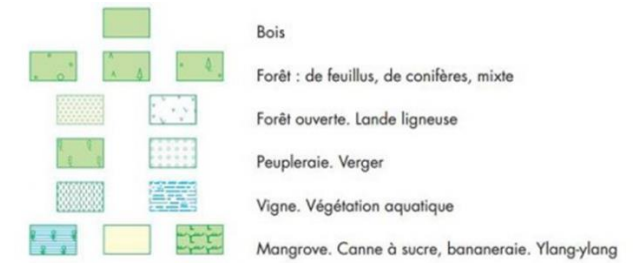 Bois
Forêt : de feuillus, de conifères, mixte
Forêt ouverte. Lande ligneuse
Peupleraie. Verger
Vigne. Végétation aquatique
Mangrove. Canne à sucre, bananeraie. Ylang-ylang